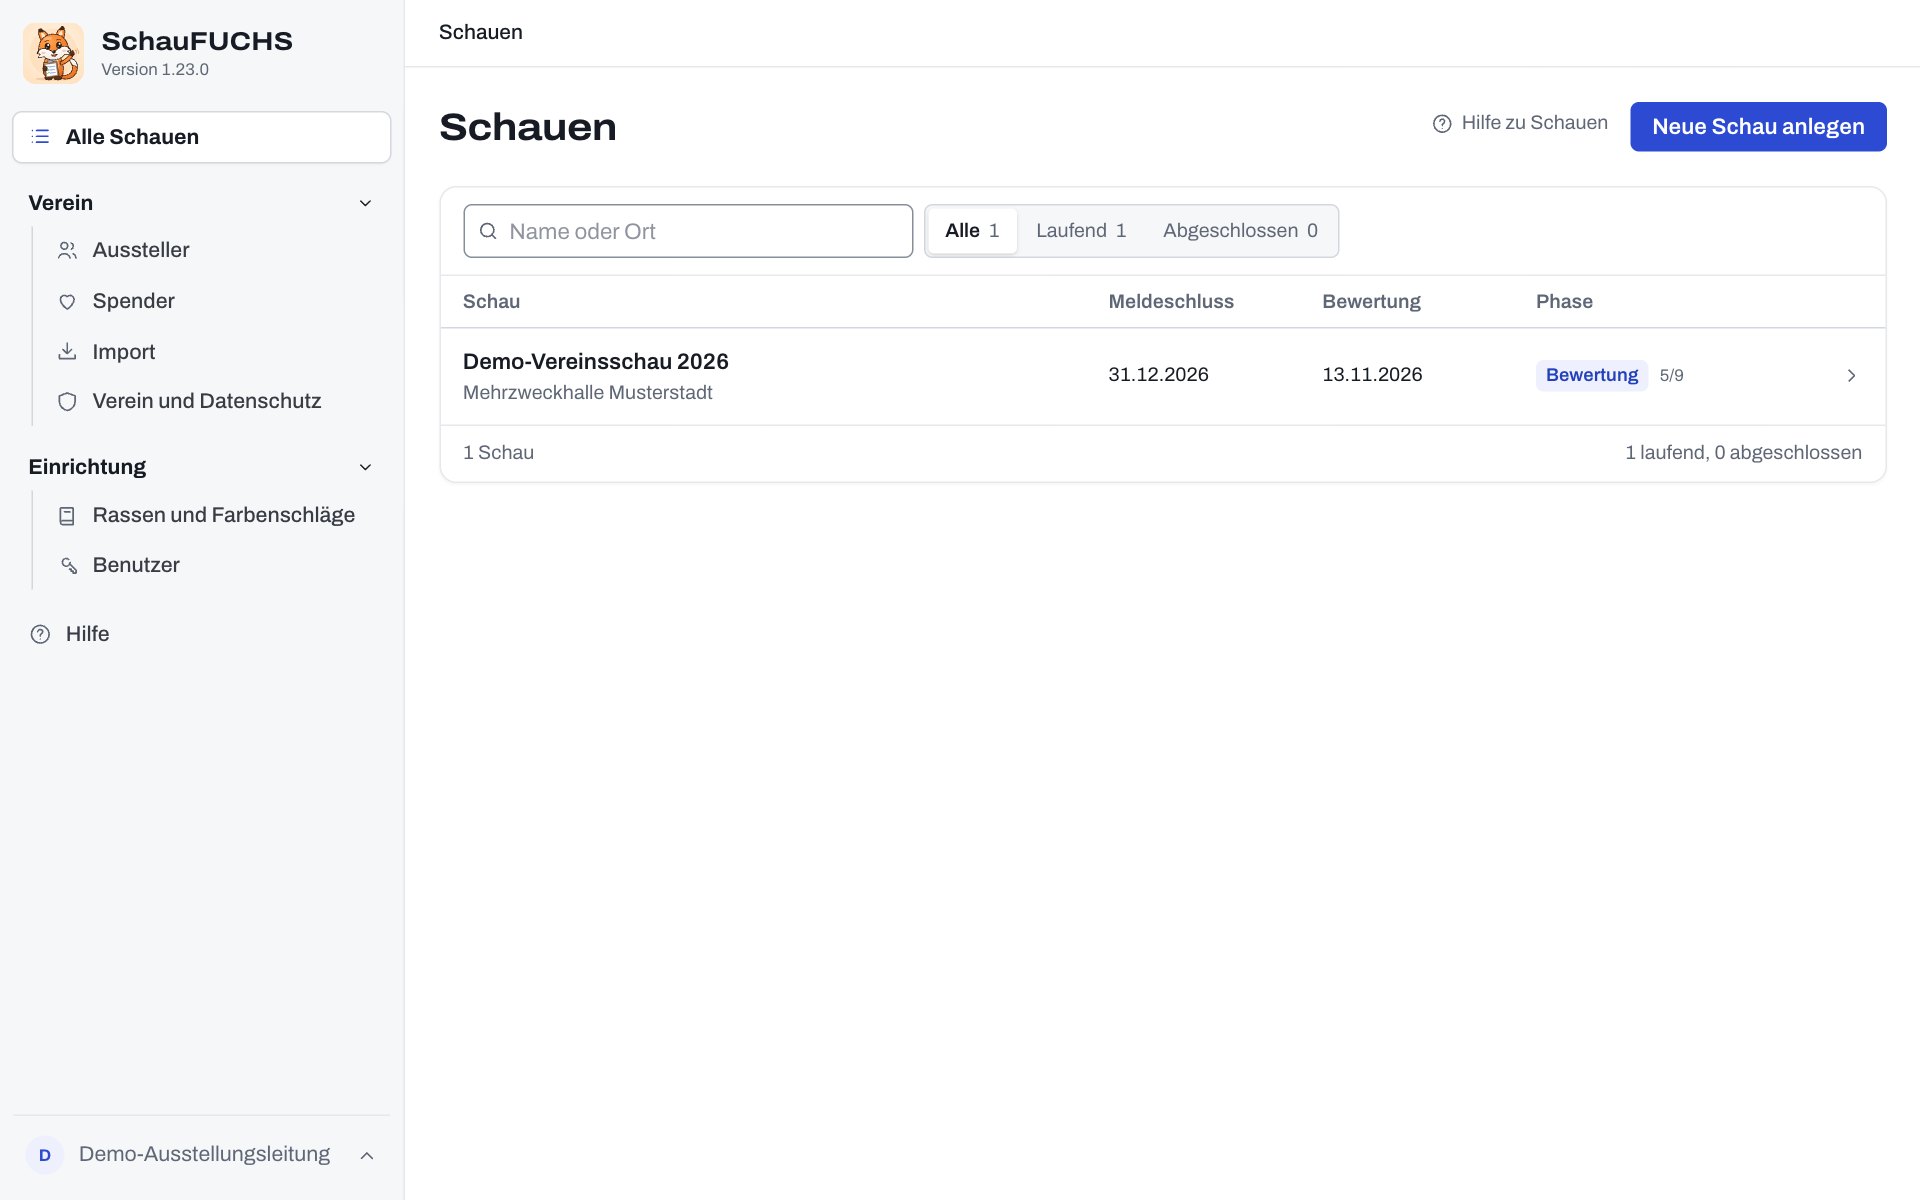 SchauFUCHS
Version 1.23.0
Alle Schauen
Verein
Aussteller
Spender
Import
Verein und Datenschutz
Einrichtung
Rassen und Farbenschläge
Benutzer
Hilfe
D Demo-Ausstellungsleitung
Schauen
Schauen
Hilfe zu Schauen
Neue Schau anlegen
Name oder Ort
Alle 1 Laufend 1 Abgeschlossen 0
Schau Meldeschluss Bewertung Phase
Demo-Vereinsschau 2026
Mehrzweckhalle Musterstadt
31.12.2026 13.11.2026 Bewertung 5/9
1 Schau 1 laufend, 0 abgeschlossen